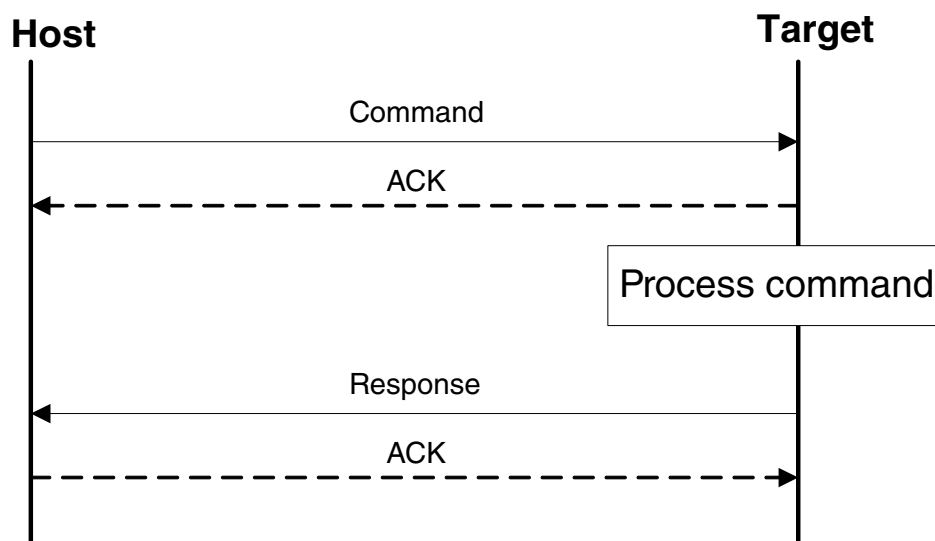 Host
Target
Command
ACK
Process command
Response
ACK